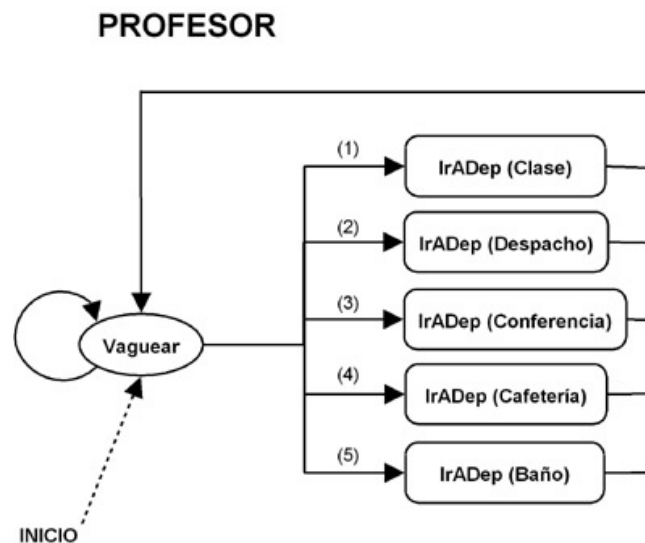 PROFESOR
(1)
IrADep (Clase)
(2)
IrADep (Despacho)
(3)
IrADep (Conferencia)
Vaguear
(4)
IrADep (Cafetería)
(5)
IrADep (Baño)
INICIO